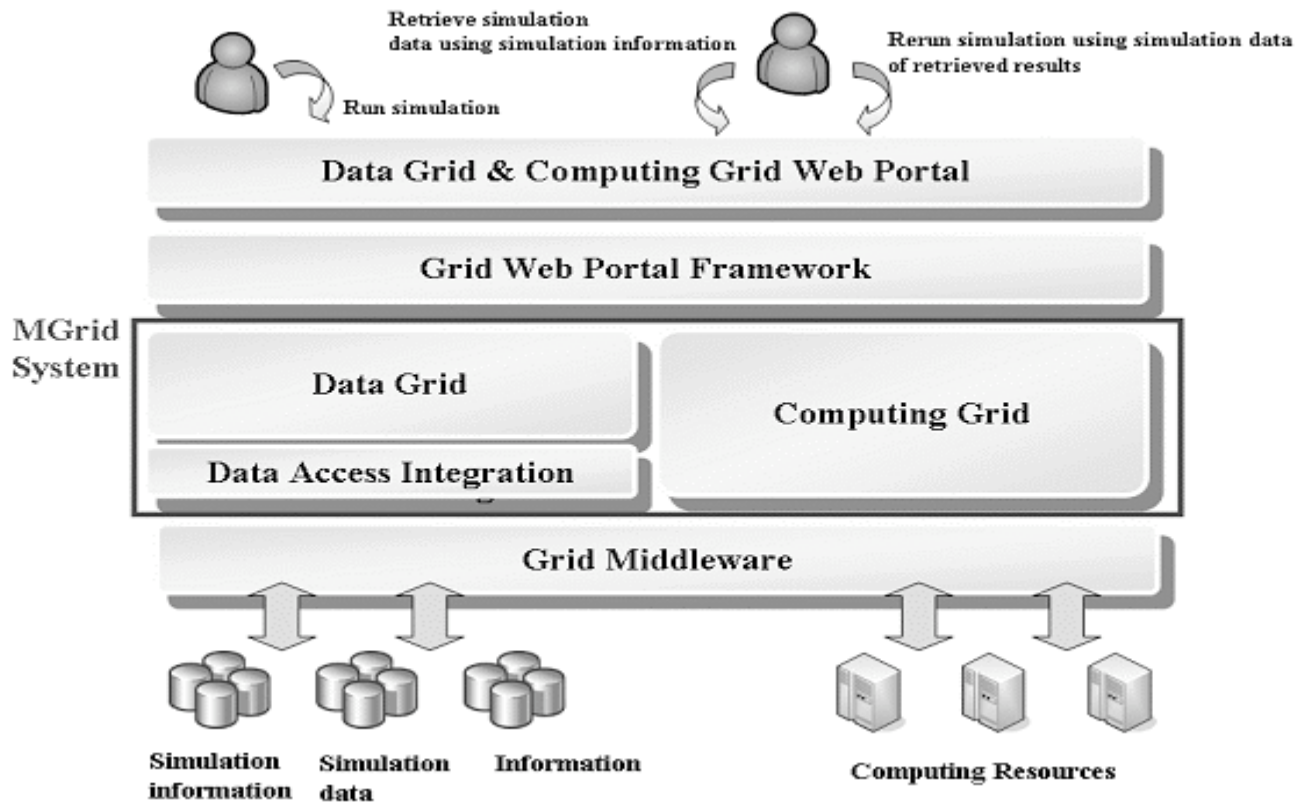 Retrieve simulation
data using simulation information
Rerun simulation using simulation data
of retrieved results
Run simulation
Data Grid & Computing Grid Web Portal
Grid Web Portal Framework
MGrid
System
Data Grid
Computing Grid
Data Access Integration
Grid Middleware
Simulation
information
Simulation
data
Information
Computing Resources